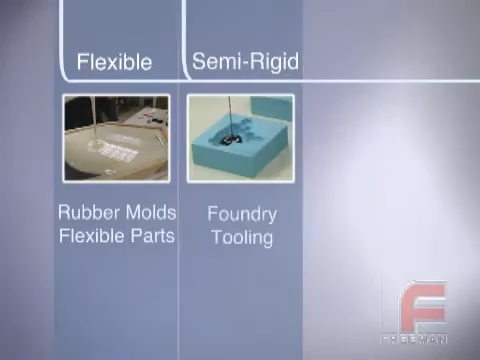 Flexible
Semi-Rigid
Rubber Molds
Flexible Parts
Foundry
Tooling
F
FREEMAN